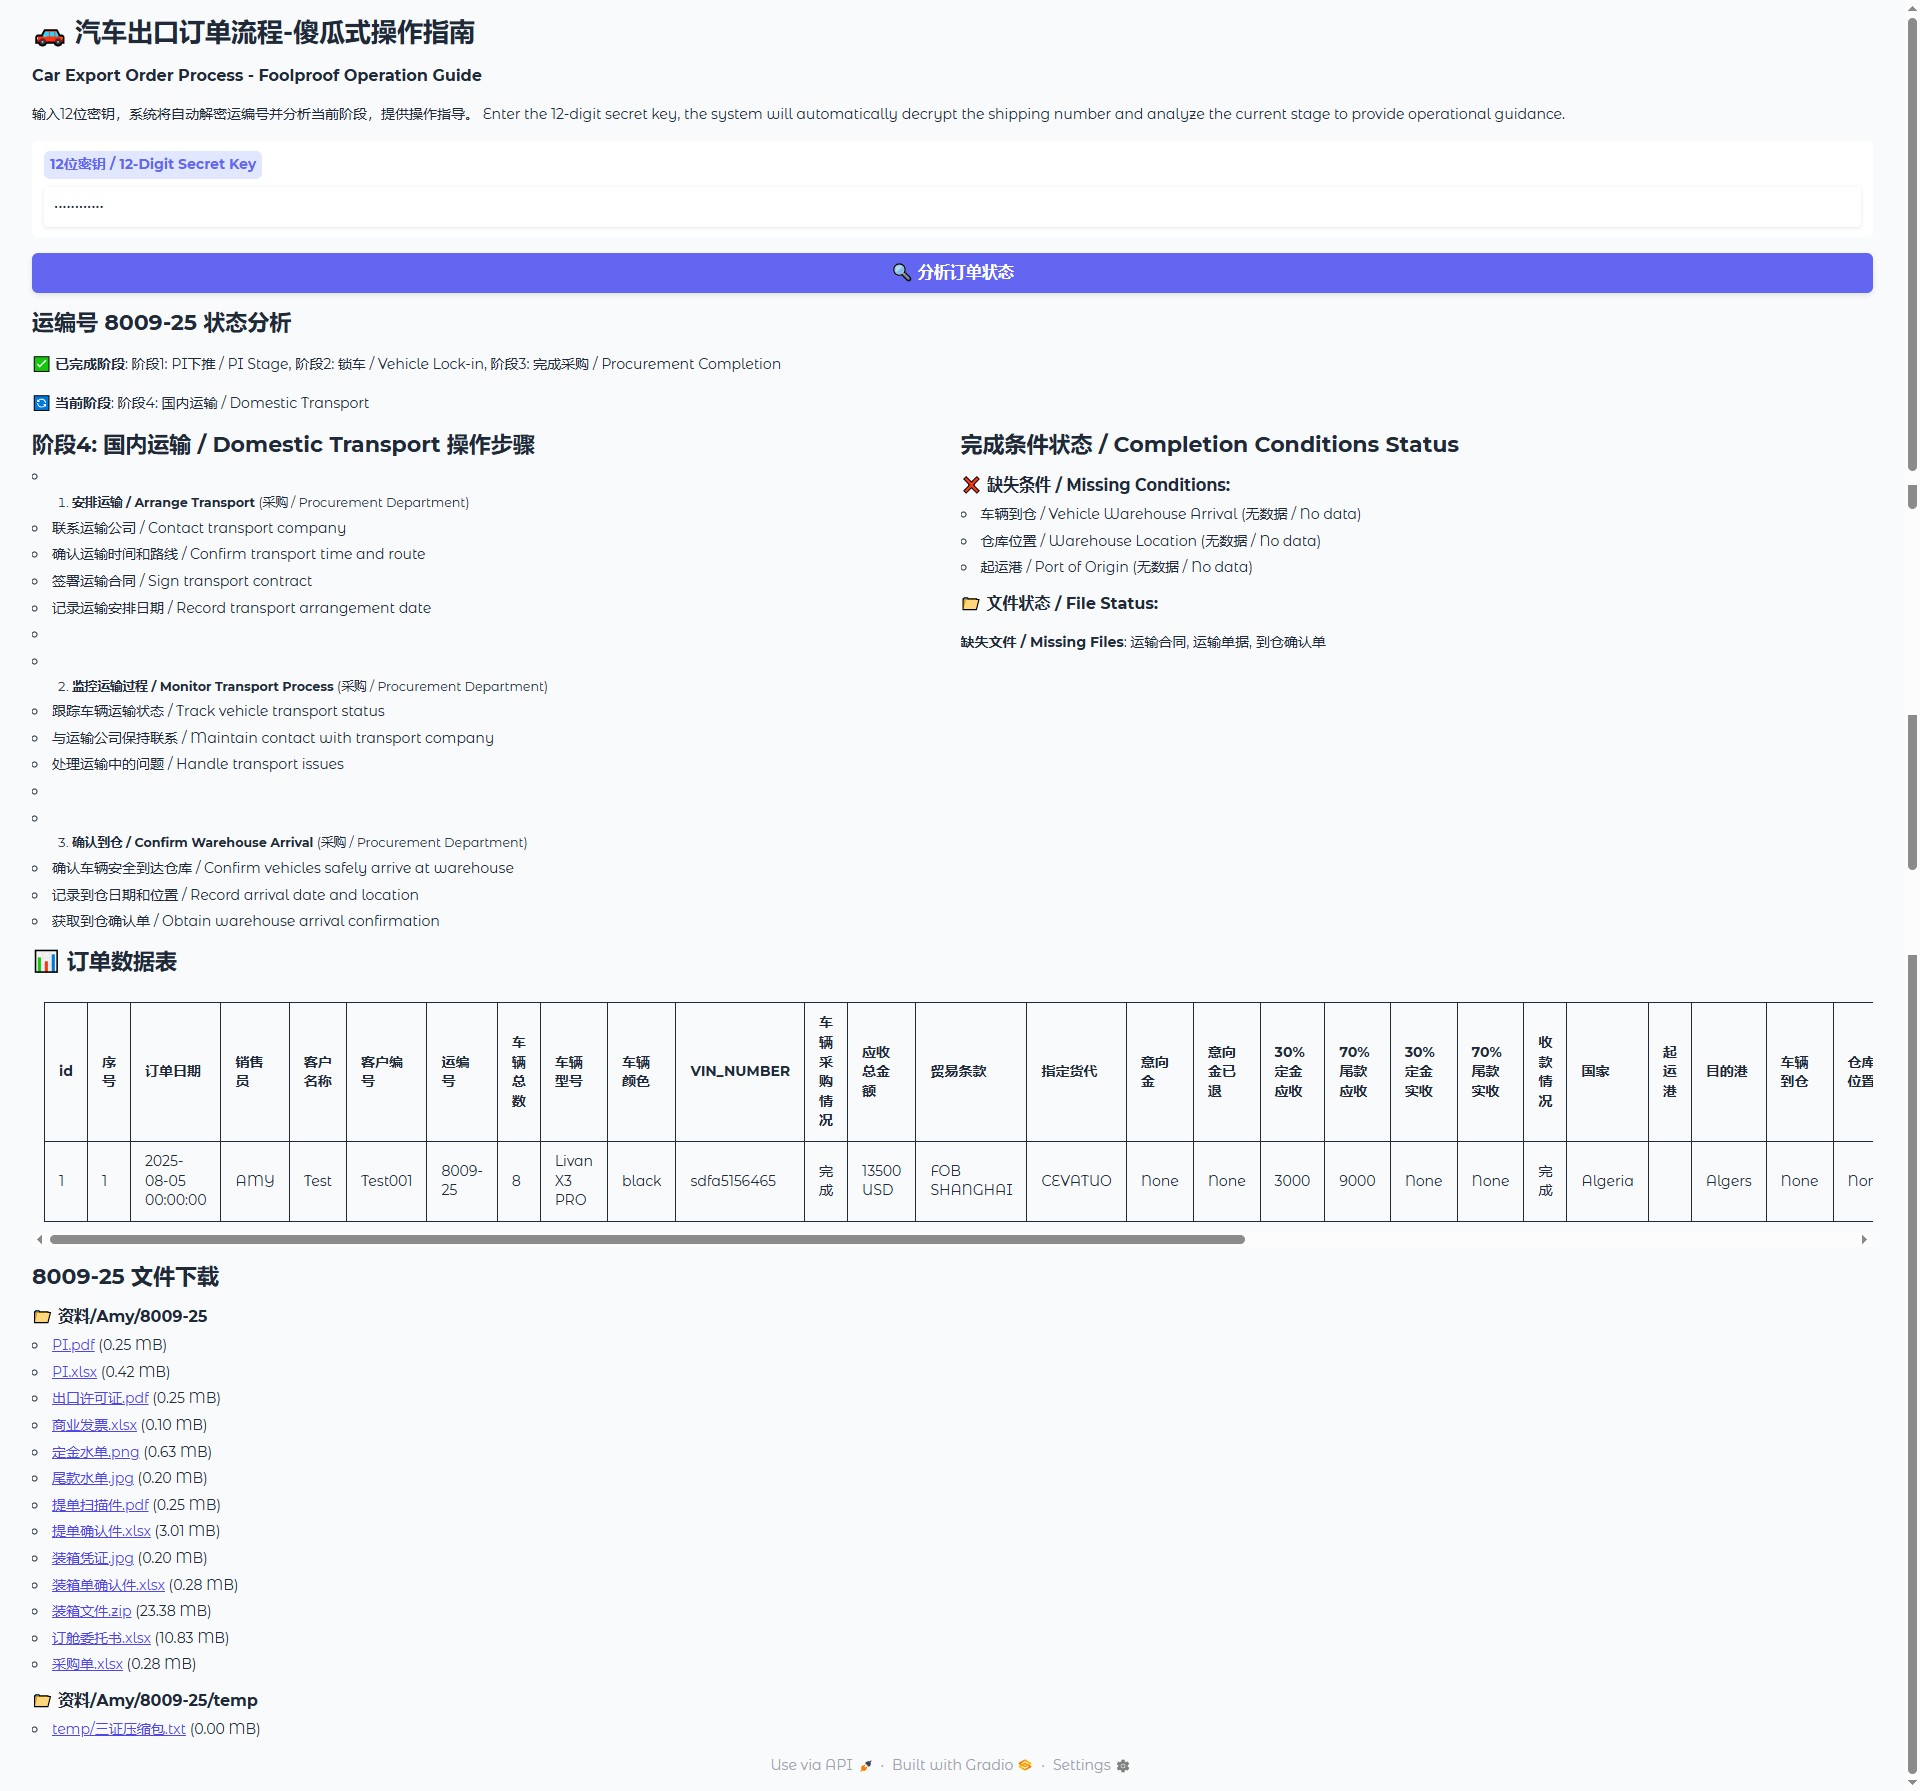 🚗 汽车出口订单流程-傻瓜式操作指南
Car Export Order Process - Foolproof Operation Guide
输入12位密钥，系统将自动解密运编号并分析当前阶段，提供操作指导。 Enter the 12-digit secret key, the system will automatically decrypt the shipping number and analyze the current stage to provide operational guidance.
12位密钥 / 12-Digit Secret Key
············
🔍 分析订单状态
运编号 8009-25 状态分析
✅ 已完成阶段: 阶段1: PI下推 / PI Stage, 阶段2: 锁车 / Vehicle Lock-in, 阶段3: 完成采购 / Procurement Completion
🔄 当前阶段: 阶段4: 国内运输 / Domestic Transport
阶段4: 国内运输 / Domestic Transport 操作步骤
1. 安排运输 / Arrange Transport (采购 / Procurement Department)
联系运输公司 / Contact transport company
确认运输时间和路线 / Confirm transport time and route
签署运输合同 / Sign transport contract
记录运输安排日期 / Record transport arrangement date
2. 监控运输过程 / Monitor Transport Process (采购 / Procurement Department)
跟踪车辆运输状态 / Track vehicle transport status
与运输公司保持联系 / Maintain contact with transport company
处理运输中的问题 / Handle transport issues
3. 确认到仓 / Confirm Warehouse Arrival (采购 / Procurement Department)
确认车辆安全到达仓库 / Confirm vehicles safely arrive at warehouse
记录到仓日期和位置 / Record arrival date and location
获取到仓确认单 / Obtain warehouse arrival confirmation
完成条件状态 / Completion Conditions Status
❌ 缺失条件 / Missing Conditions:
车辆到仓 / Vehicle Warehouse Arrival (无数据 / No data)
仓库位置 / Warehouse Location (无数据 / No data)
起运港 / Port of Origin (无数据 / No data)
📁 文件状态 / File Status:
缺失文件 / Missing Files: 运输合同, 运输单据, 到仓确认单
📊 订单数据表
id 序号 订单日期 销售员 客户名称 客户编号 运编号 车辆总数 车辆型号 车辆颜色 VIN_NUMBER 车辆采购情况 应收总金额 贸易条款 指定货代 意向金 意向金已退 30%定金应收 70%尾款应收 30%定金实收 70%尾款实收 收款情况 国家 起运港 目的港 车辆到仓 仓库位置
1 1 2025-08-05 00:00:00 AMY Test Test001 8009-25 8 Livan X3 PRO black sdfa5156465 完成 13500 USD FOB SHANGHAI CEVATUO None None 3000 9000 None None 完成 Algeria Algers None Non
8009-25 文件下载
📁 资料/Amy/8009-25
PI.pdf (0.25 MB)
PI.xlsx (0.42 MB)
出口许可证.pdf (0.25 MB)
商业发票.xlsx (0.10 MB)
定金水单.png (0.63 MB)
尾款水单.jpg (0.20 MB)
提单扫描件.pdf (0.25 MB)
提单确认件.xlsx (3.01 MB)
装箱凭证.jpg (0.20 MB)
装箱单确认件.xlsx (0.28 MB)
装箱文件.zip (23.38 MB)
订舱委托书.xlsx (10.83 MB)
采购单.xlsx (0.28 MB)
📁 资料/Amy/8009-25/temp
temp/三证压缩包.txt (0.00 MB)
Use via API 🚀 · Built with Gradio · Settings ⚙